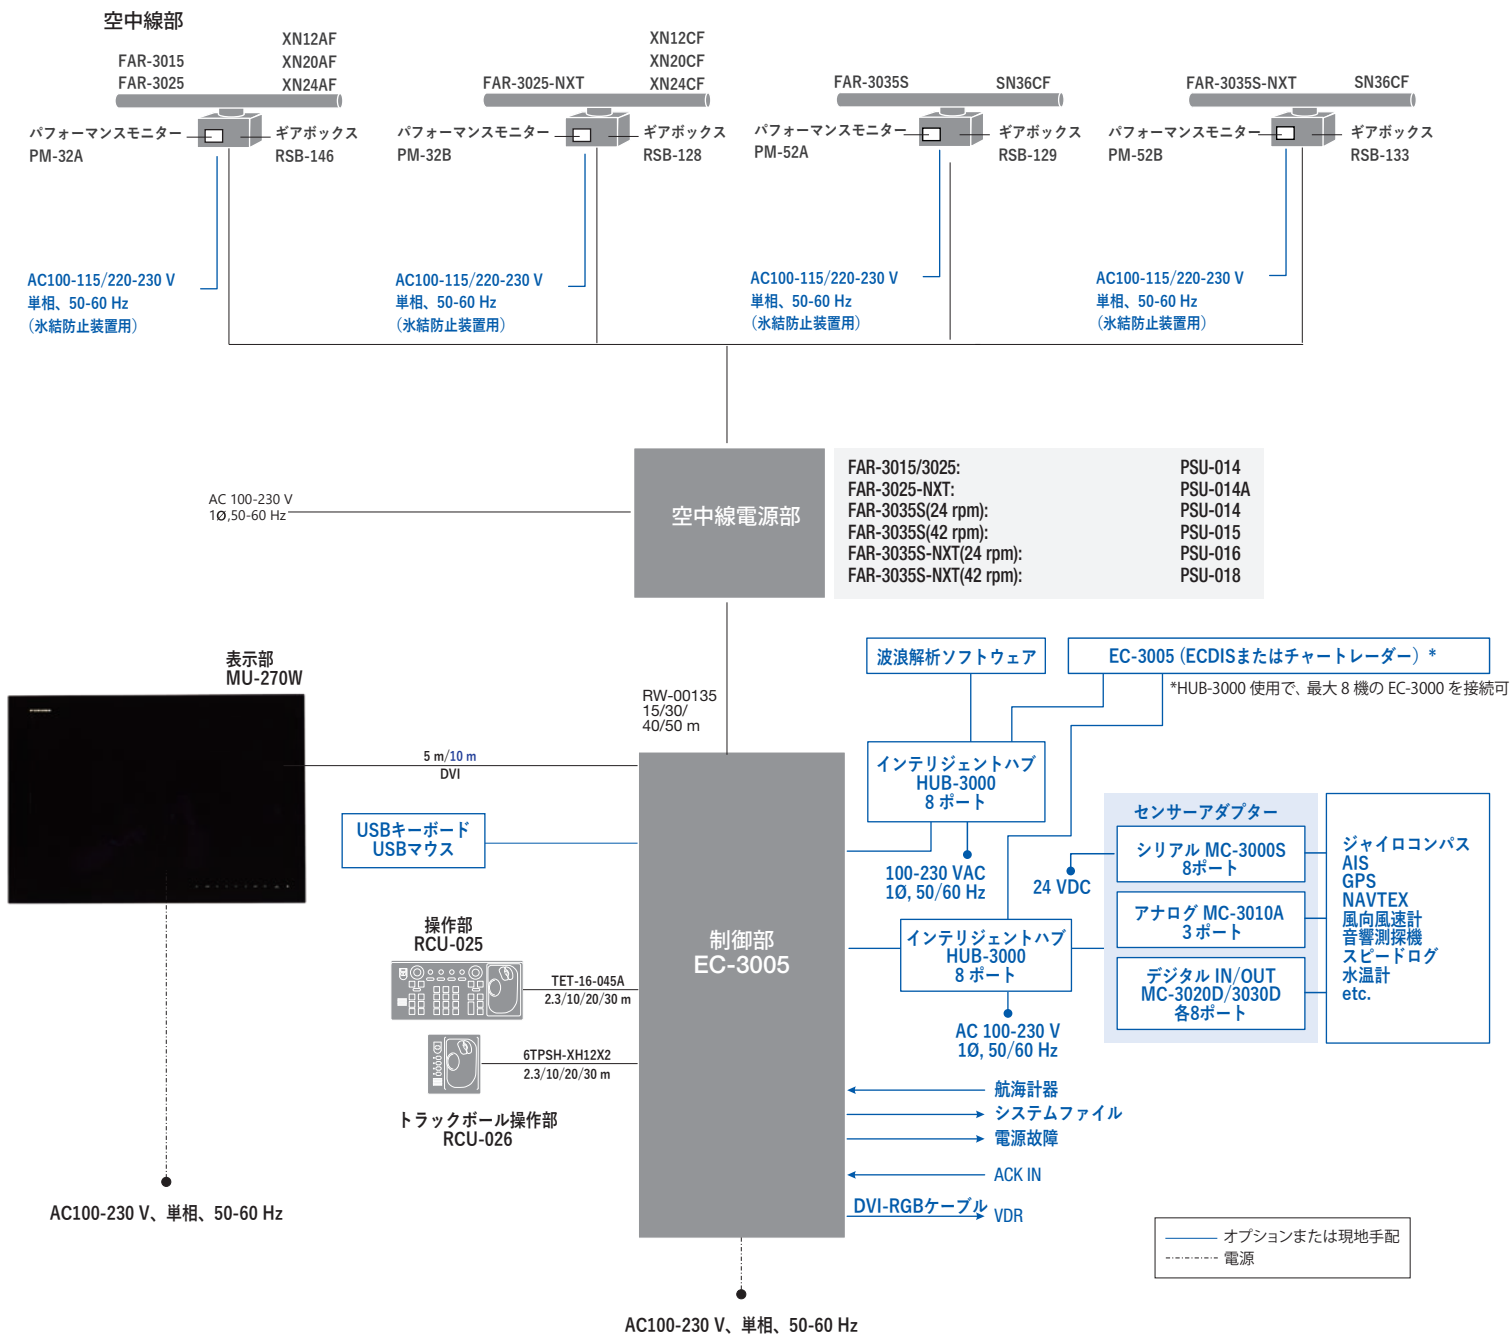 空中線部
FAR-3015
FAR-3025
XN12AF
XN20AF
XN24AF
パフォーマンスモニター
PM-32A
ギアボックス
RSB-146
AC100-115/220-230 V
単相、50-60 Hz
（氷結防止装置用）
FAR-3025-NXT
XN12CF
XN20CF
XN24CF
パフォーマンスモニター
PM-32B
ギアボックス
RSB-128
AC100-115/220-230 V
単相、50-60 Hz
（氷結防止装置用）
FAR-3035S
SN36CF
パフォーマンスモニター
PM-52A
ギアボックス
RSB-129
AC100-115/220-230 V
単相、50-60 Hz
（氷結防止装置用）
FAR-3035S-NXT
SN36CF
パフォーマンスモニター
PM-52B
ギアボックス
RSB-133
AC100-115/220-230 V
単相、50-60 Hz
（氷結防止装置用）
AC 100-230 V
1Ø,50-60 Hz
空中線電源部
FAR-3015/3025: PSU-014
FAR-3025-NXT: PSU-014A
FAR-3035S(24 rpm): PSU-014
FAR-3035S(42 rpm): PSU-015
FAR-3035S-NXT(24 rpm): PSU-016
FAR-3035S-NXT(42 rpm): PSU-018
表示部
MU-270W
RW-00135
15/30/
40/50 m
5 m/10 m
DVI
USBキーボード
USBマウス
操作部
RCU-025
TET-16-045A
2.3/10/20/30 m
6TPSH-XH12X2
2.3/10/20/30 m
トラックボール操作部
RCU-026
AC100-230 V、単相、50-60 Hz
制御部
EC-3005
AC100-230 V、単相、50-60 Hz
波浪解析ソフトウェア
EC-3005 (ECDISまたはチャートレーダー） *
*HUB-3000 使用で、最大 8 機の EC-3000 を接続可
インテリジェントハブ
HUB-3000
8 ポート
100-230 VAC
1Ø, 50/60 Hz
インテリジェントハブ
HUB-3000
8 ポート
AC 100-230 V
1Ø, 50/60 Hz
24 VDC
センサーアダプター
シリアル MC-3000S
8ポート
アナログ MC-3010A
3 ポート
デジタル IN/OUT
MC-3020D/3030D
各8ポート
ジャイロコンパス
AIS
GPS
NAVTEX
風向風速計
音響測探機
スピードログ
水温計
etc.
航海計器
システムファイル
電源故障
ACK IN
DVI-RGBケーブル
VDR
オプションまたは現地手配
電源